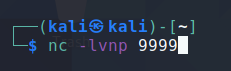 ┌──(kali㉿kali)-[~]
└─$ nc -lvnp 9999